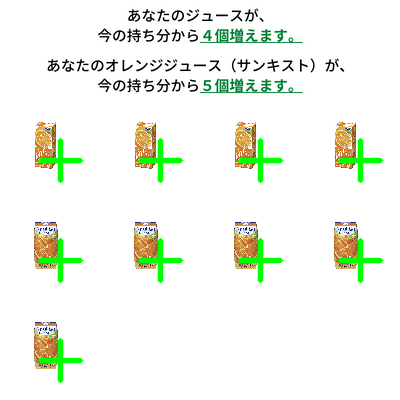 あなたのジュースが、
今の持ち分から４個増えます。
あなたのオレンジジュース（サンキスト）が、
今の持ち分から５個増えます。